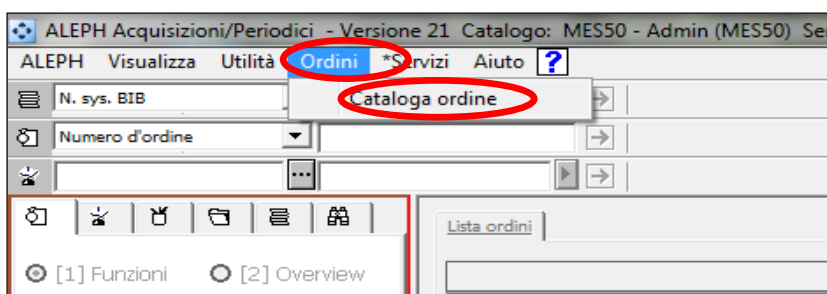 ALEPH Acquisizioni/Periodici - Versione 21 Catalogo: MES50 - Admin (MES50)
ALEPH Visualizza Utilità Ordini *Servizi Aiuto ?
N. sys. BIB Cataloga ordine
Numero d'ordine
Lista ordini
[1] Funzioni [2] Overview